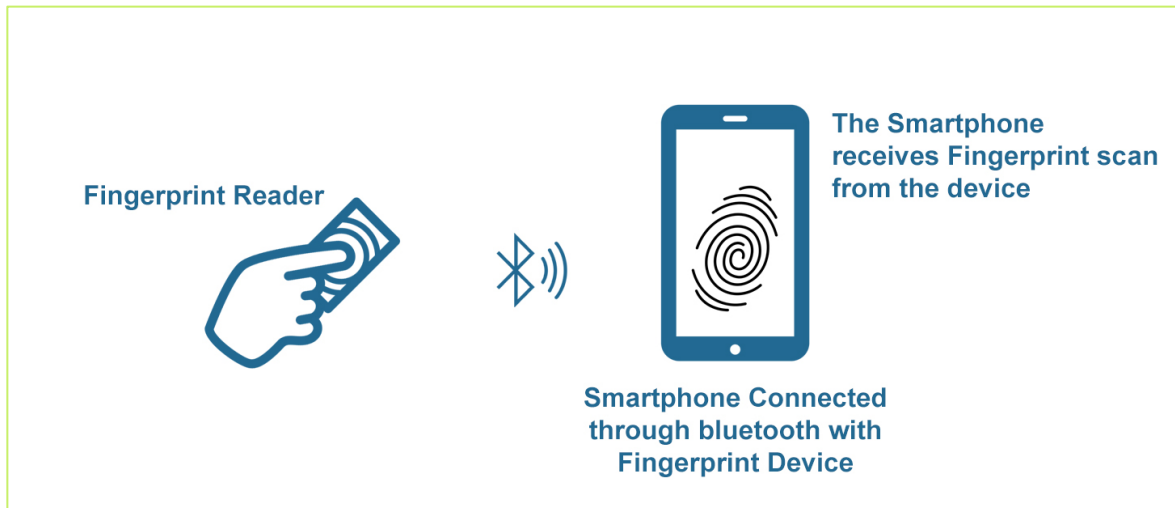 Fingerprint Reader
The Smartphone
receives Fingerprint scan
from the device
Smartphone Connected
through bluetooth with
Fingerprint Device